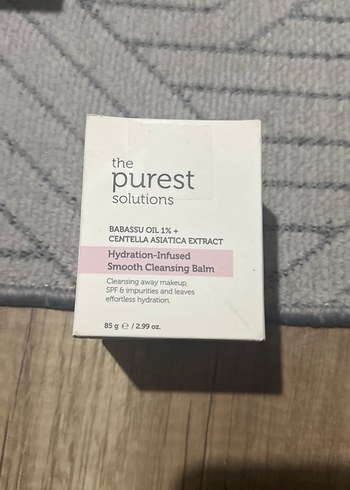 the
purest
solutions
BABASSU OIL 1% +
CENTELLA ASIATICA EXTRACT
Hydration-Infused
Smooth Cleansing Balm
Cleansing away makeup,
SPF & impurities and leaves
effortless hydration.
85 g ℮ / 2.99 oz.